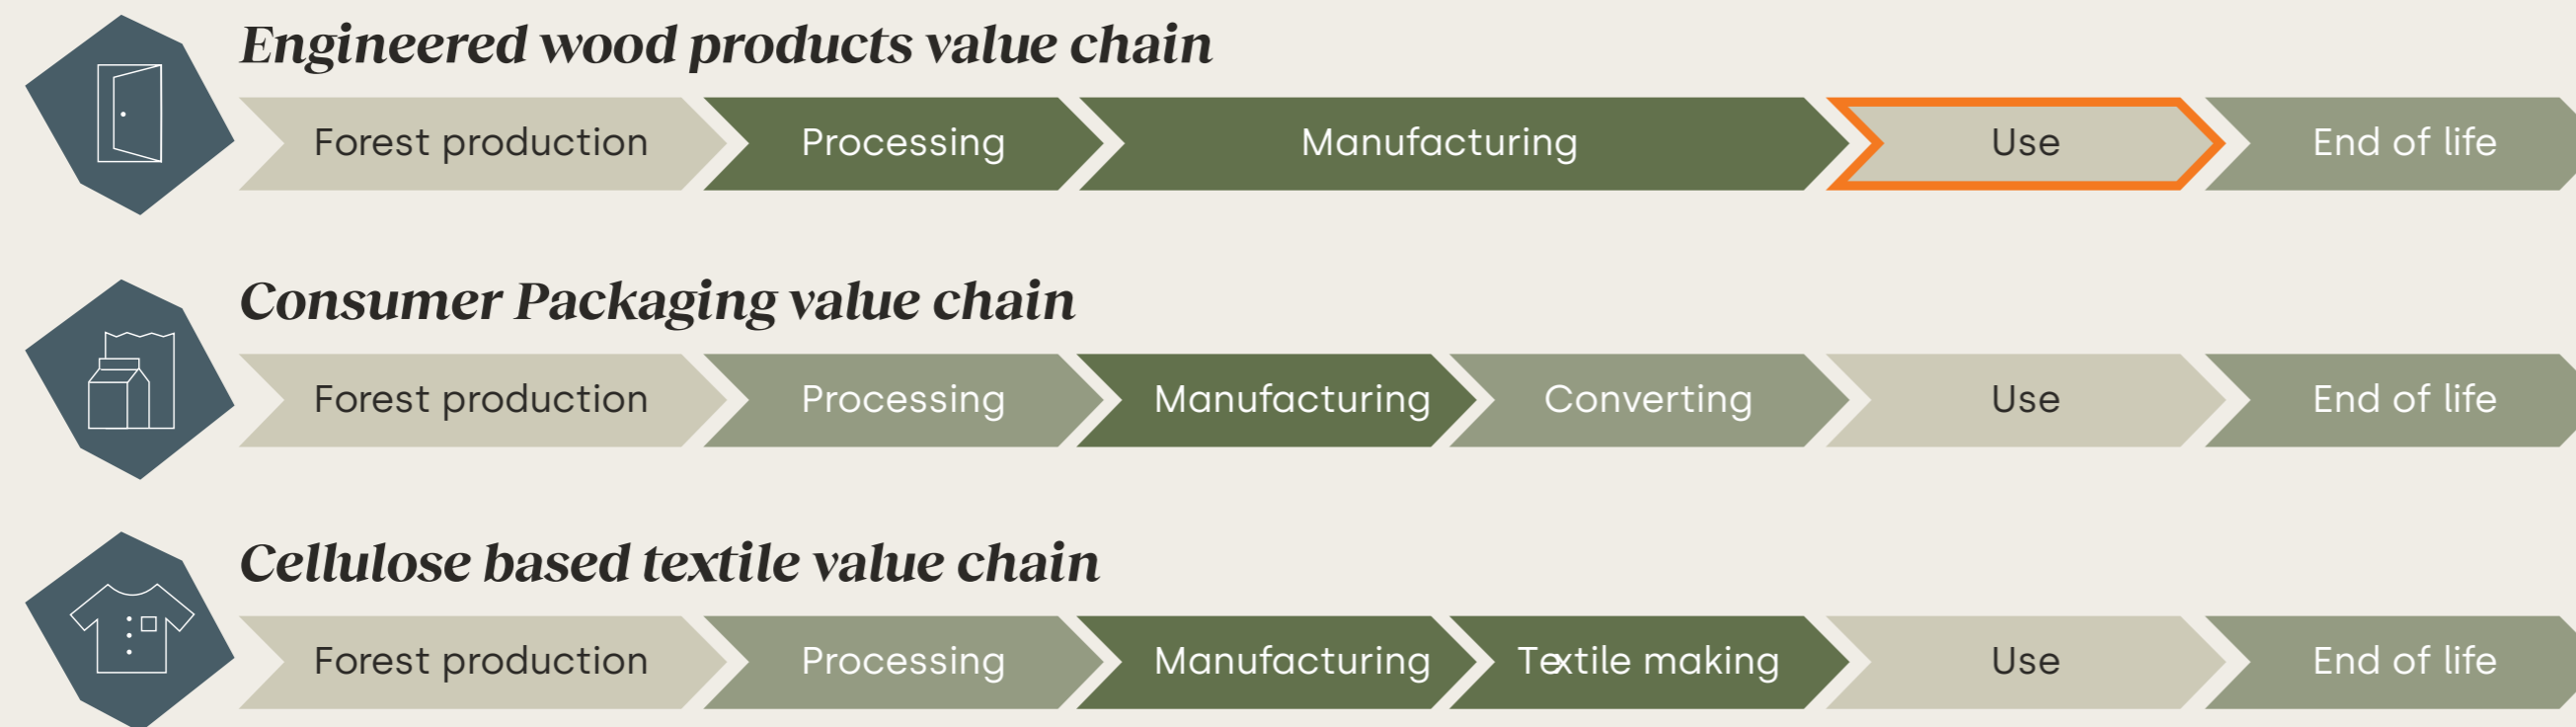 Engineered wood products value chain
Forest production Processing Manufacturing Use End of life
Consumer Packaging value chain
Forest production Processing Manufacturing Converting Use End of life
Cellulose based textile value chain
Forest production Processing Manufacturing Textile making Use End of life